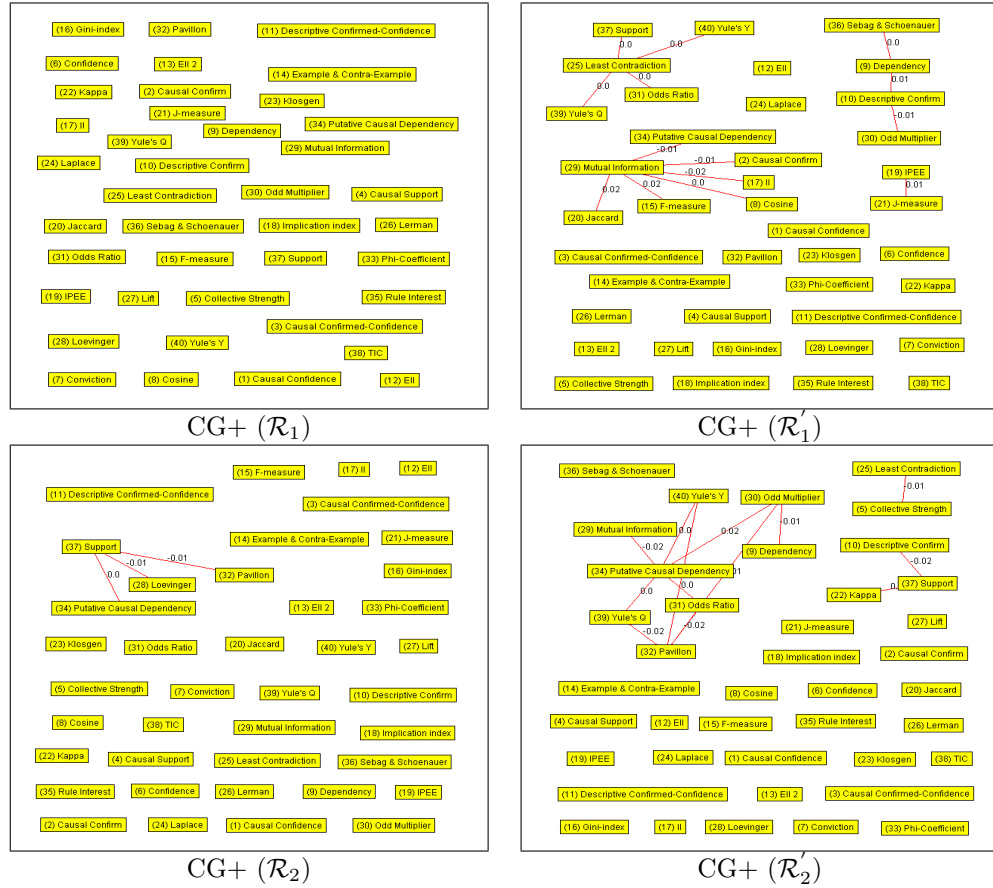 (16) Gini-index
(32) Pavillon
(11) Descriptive Confirmed-Confidence
(6) Confidence
(13) EII 2
(14) Example & Contra-Example
(22) Kappa
(2) Causal Confirm
(23) Klosgen
(21) J-measure
(17) II
(9) Dependency
(34) Putative Causal Dependency
(39) Yule's Q
(29) Mutual Information
(24) Laplace
(10) Descriptive Confirm
(25) Least Contradiction
(30) Odd Multiplier
(4) Causal Support
(20) Jaccard
(36) Sebag & Schoenauer
(18) Implication index
(26) Lerman
(31) Odds Ratio
(15) F-measure
(37) Support
(33) Phi-Coefficient
(19) IPEE
(27) Lift
(5) Collective Strength
(35) Rule Interest
(3) Causal Confirmed-Confidence
(28) Loevinger
(40) Yule's Y
(38) TIC
(7) Conviction
(8) Cosine
(1) Causal Confidence
(12) EII
CG+ (R1)
(37) Support
(40) Yule's Y
(36) Sebag & Schoenauer
0.0
0.0
0.0
(25) Least Contradiction
(12) EII
(9) Dependency
0.0
0.0
0.01
(31) Odds Ratio
(24) Laplace
(10) Descriptive Confirm
(39) Yule's Q
-0.01
(34) Putative Causal Dependency
(30) Odd Multiplier
-0.01
(29) Mutual Information
-0.01
(2) Causal Confirm
-0.02
(19) IPEE
0.02
0.02
0.0
(17) II
0.01
(20) Jaccard
(15) F-measure
(8) Cosine
(21) J-measure
(1) Causal Confidence
(3) Causal Confirmed-Confidence
(32) Pavillon
(23) Klosgen
(6) Confidence
(14) Example & Contra-Example
(33) Phi-Coefficient
(22) Kappa
(26) Lerman
(4) Causal Support
(11) Descriptive Confirmed-Confidence
(13) EII 2
(27) Lift
(16) Gini-index
(28) Loevinger
(7) Conviction
(5) Collective Strength
(18) Implication index
(35) Rule Interest
(38) TIC
CG+ (R′1)
(15) F-measure
(17) II
(12) EII
(11) Descriptive Confirmed-Confidence
(3) Causal Confirmed-Confidence
(37) Support
(14) Example & Contra-Example
(21) J-measure
-0.01
-0.01
0.0
(32) Pavillon
(16) Gini-index
(28) Loevinger
(34) Putative Causal Dependency
(13) EII 2
(33) Phi-Coefficient
(23) Klosgen
(31) Odds Ratio
(20) Jaccard
(40) Yule's Y
(27) Lift
(5) Collective Strength
(7) Conviction
(39) Yule's Q
(10) Descriptive Confirm
(8) Cosine
(38) TIC
(29) Mutual Information
(18) Implication index
(22) Kappa
(4) Causal Support
(25) Least Contradiction
(36) Sebag & Schoenauer
(35) Rule Interest
(6) Confidence
(26) Lerman
(9) Dependency
(19) IPEE
(2) Causal Confirm
(24) Laplace
(1) Causal Confidence
(30) Odd Multiplier
CG+ (R2)
(36) Sebag & Schoenauer
(25) Least Contradiction
(40) Yule's Y
(30) Odd Multiplier
-0.01
(5) Collective Strength
(29) Mutual Information
0.0
0.02
-0.01
-0.02
(9) Dependency
(10) Descriptive Confirm
(34) Putative Causal Dependency
-0.02
0.0
0.0
(37) Support
(22) Kappa
(31) Odds Ratio
(39) Yule's Q
-0.02
-0.02
(32) Pavillon
(21) J-measure
(27) Lift
(18) Implication index
(2) Causal Confirm
(14) Example & Contra-Example
(8) Cosine
(6) Confidence
(20) Jaccard
(4) Causal Support
(12) EII
(15) F-measure
(35) Rule Interest
(26) Lerman
(19) IPEE
(24) Laplace
(1) Causal Confidence
(23) Klosgen
(38) TIC
(11) Descriptive Confirmed-Confidence
(13) EII 2
(3) Causal Confirmed-Confidence
(16) Gini-index
(17) II
(28) Loevinger
(7) Conviction
(33) Phi-Coefficient
CG+ (R′2)